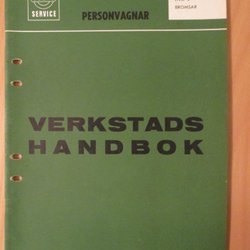 SERVICE
PERSONVAGNAR
BROMSAR
VERKSTADS
HANDBOK